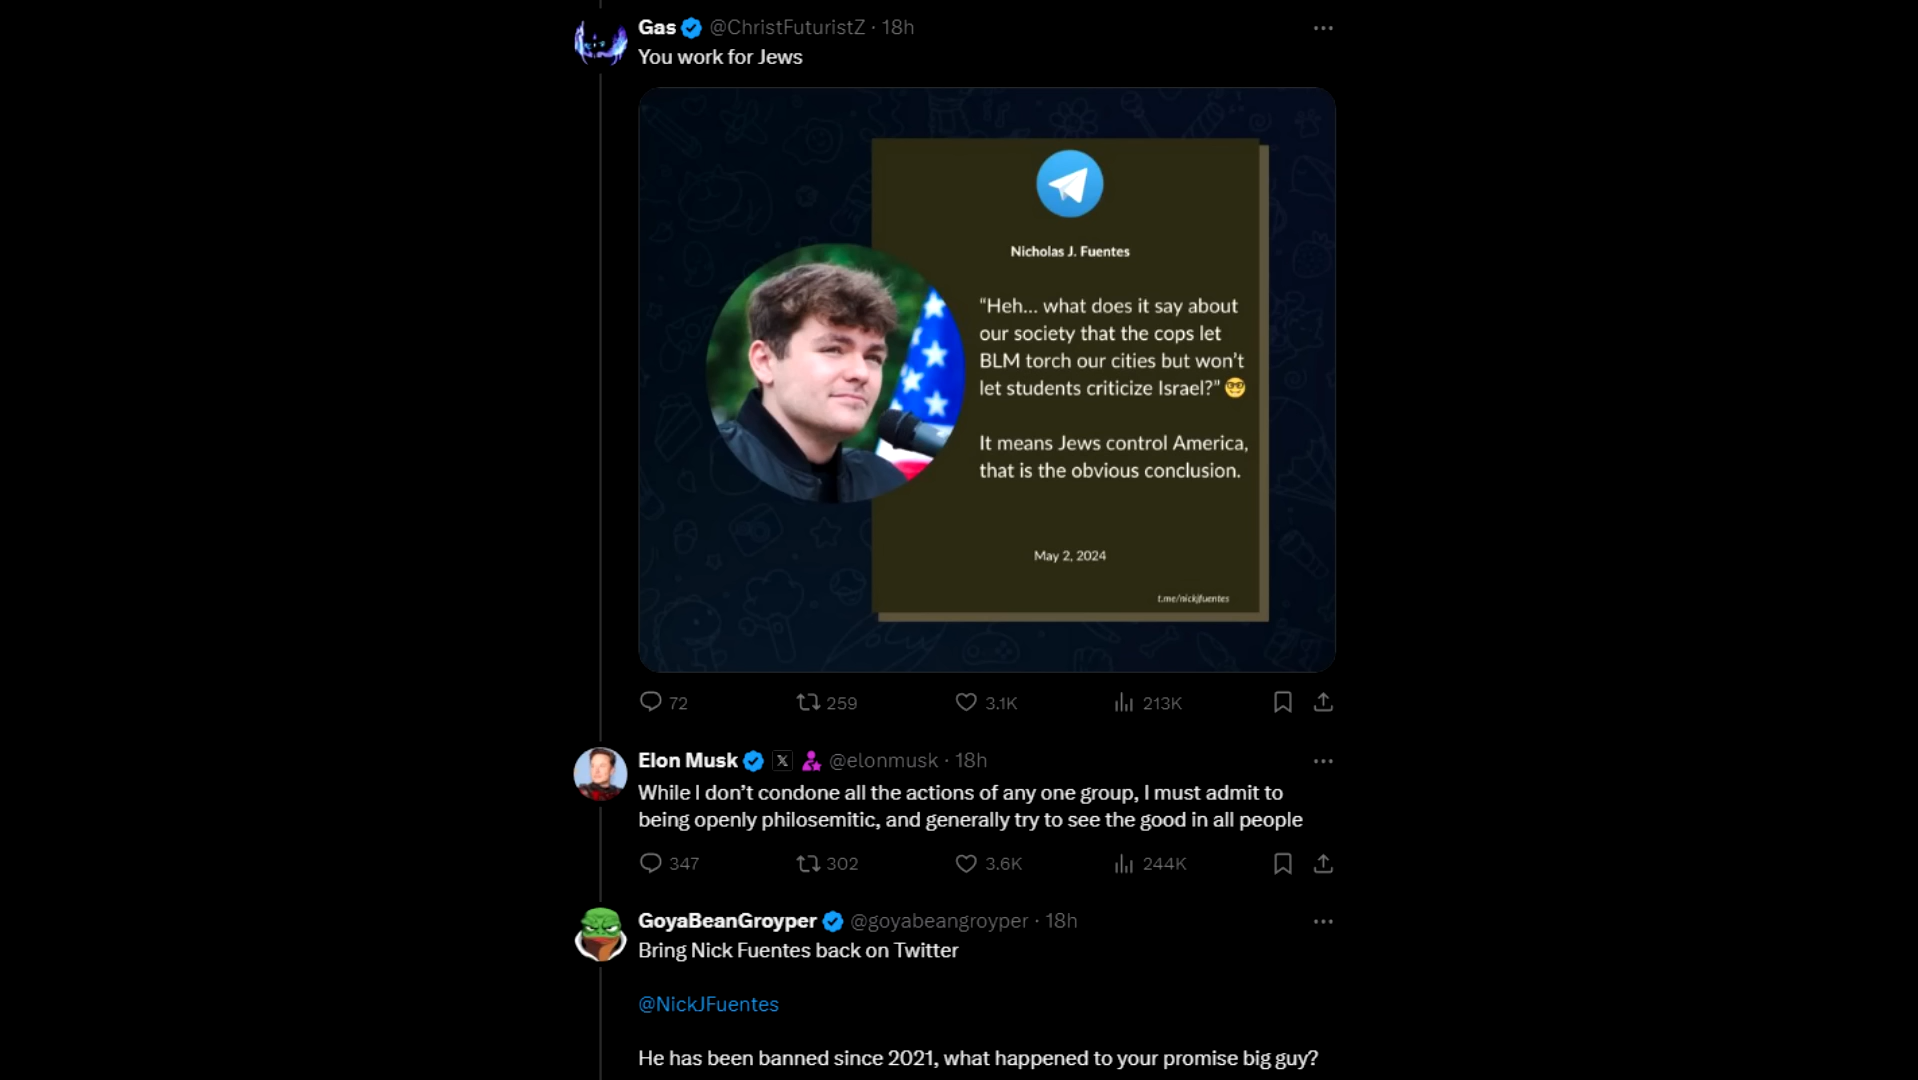 Gas @ChristFuturistZ · 18h
You work for Jews
Nicholas J. Fuentes
“Heh... what does it say about
our society that the cops let
BLM torch our cities but won’t
let students criticize Israel?” 🤓
It means Jews control America,
that is the obvious conclusion.
May 2, 2024
t.me/nickjfuentes
72 259 3.1K 213K
Elon Musk X @elonmusk · 18h
While I don’t condone all the actions of any one group, I must admit to
being openly philosemitic, and generally try to see the good in all people
347 302 3.6K 244K
GoyaBeanGroyper @goyabeangroyper · 18h
Bring Nick Fuentes back on Twitter
@NickJFuentes
He has been banned since 2021, what happened to your promise big guy?